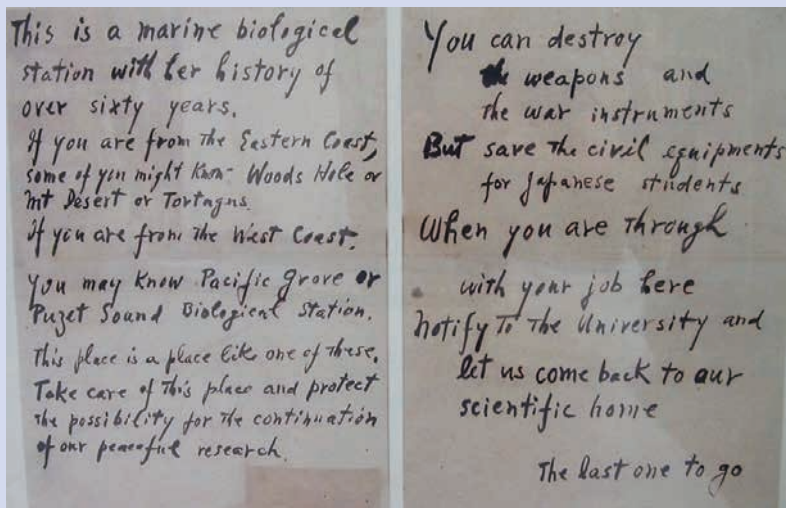 This is a marine biological
station with her history of
over sixty years.
If you are from the Eastern Coast,
some of you might know Woods Hole or
Mt Desert or Tortugas.
If you are from the West Coast,
You may know Pacific Grove or
Puzet Sound Biological Station.
This place is a place like one of these.
Take care of this place and protect
the possibility for the continuation
of our peaceful research.
You can destroy
the weapons and
the war instruments
But save the civil equipments
for Japanese students
When you are through
with your job here
Notify to the University and
let us come back to our
scientific home
The last one to go